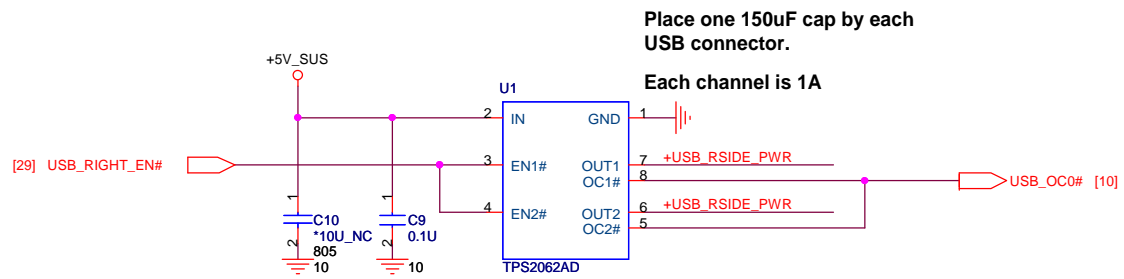 Place one 150uF cap by each
USB connector.
Each channel is 1A
+5V_SUS
U1
2 IN GND 1
[29] USB_RIGHT_EN# 3 EN1# OUT1 7 +USB_RSIDE_PWR
OC1# 8 USB_OC0# [10]
4 EN2# OUT2 6 +USB_RSIDE_PWR
OC2# 5
1 1
C10 C9
*10U_NC 0.1U
2 2
805
10 10
TPS2062AD